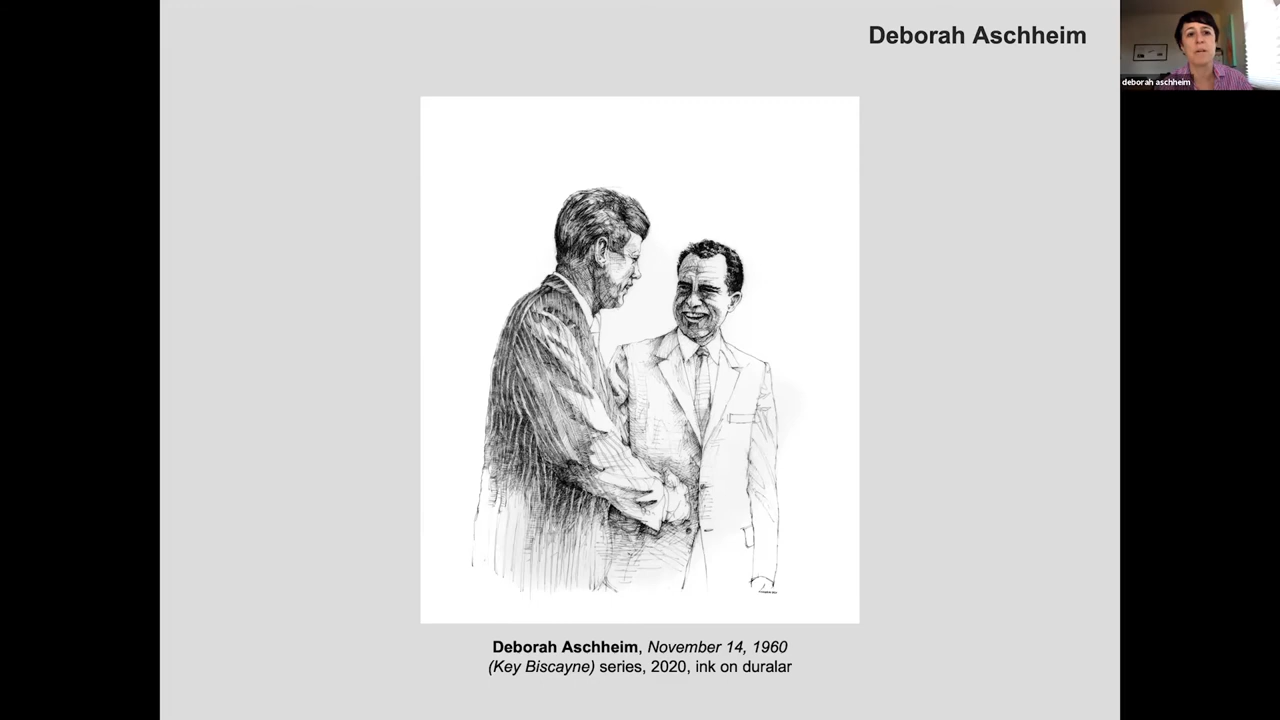 Deborah Aschheim
deborah aschheim
Deborah Aschheim, November 14, 1960
(Key Biscayne) series, 2020, ink on duralar